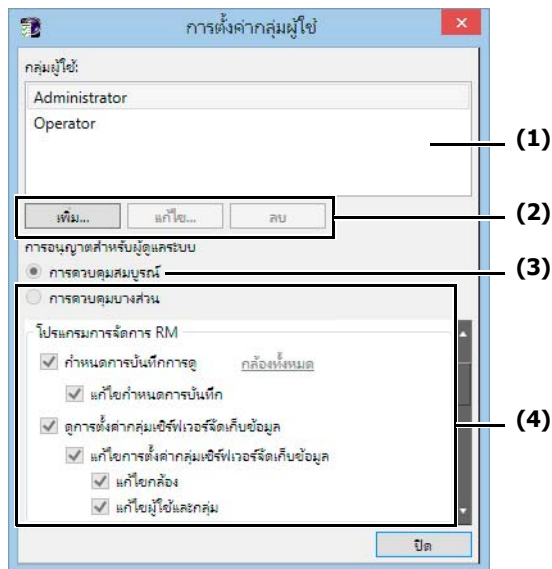 การตั้งค่ากลุ่มผู้ใช้
กลุ่มผู้ใช้:
Administrator
Operator
(1)
เพิ่ม... แก้ไข... ลบ
(2)
การอนุญาตสำหรับผู้ดูแลระบบ
การควบคุมสมบูรณ์
(3)
การควบคุมบางส่วน
โปรแกรมการจัดการ RM
กำหนดการบันทึกการดู กล้องทั้งหมด
แก้ไขกำหนดการบันทึก
ดูการตั้งค่ากลุ่มเซิร์ฟเวอร์จัดเก็บข้อมูล
(4)
แก้ไขการตั้งค่ากลุ่มเซิร์ฟเวอร์จัดเก็บข้อมูล
แก้ไขกล้อง
แก้ไขผู้ใช้และกลุ่ม
ปิด